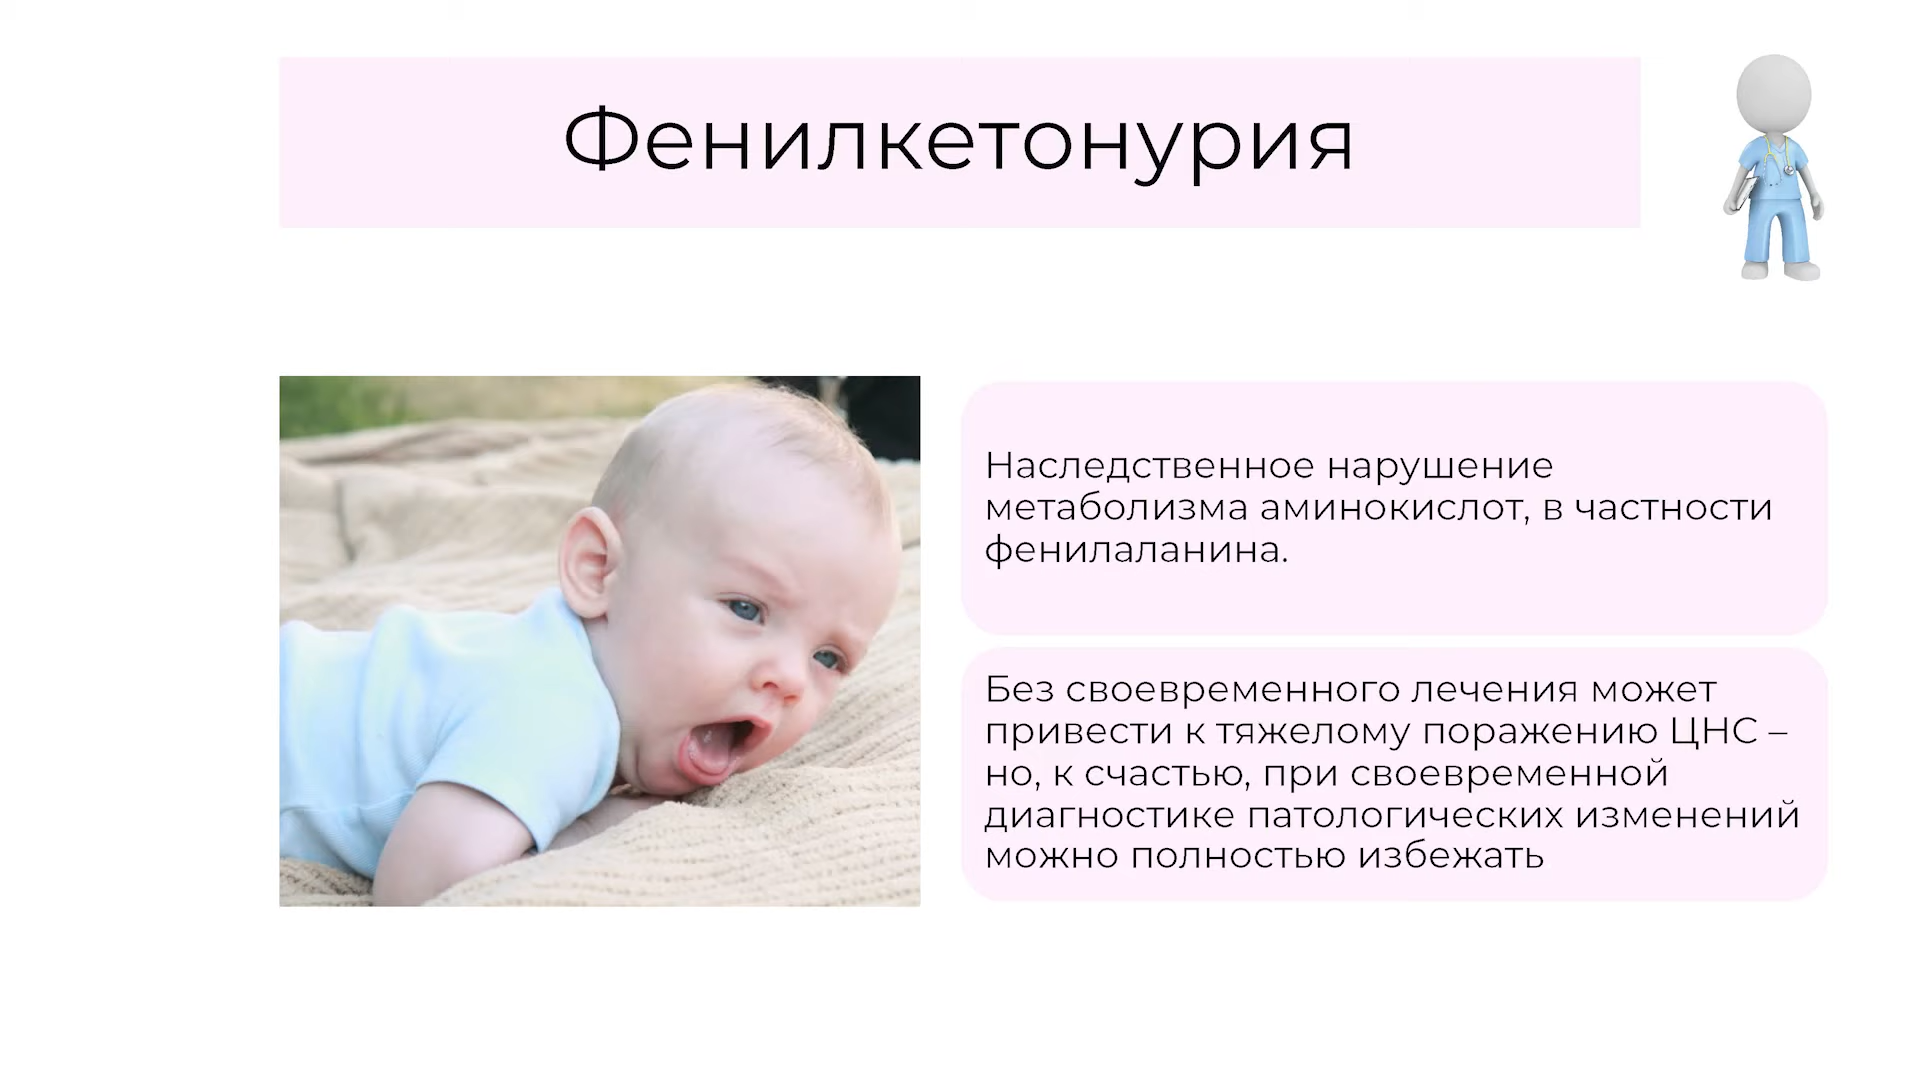 Фенилкетонурия
Наследственное нарушение
метаболизма аминокислот, в частности
фенилаланина.
Без своевременного лечения может
привести к тяжелому поражению ЦНС –
но, к счастью, при своевременной
диагностике патологических изменений
можно полностью избежать